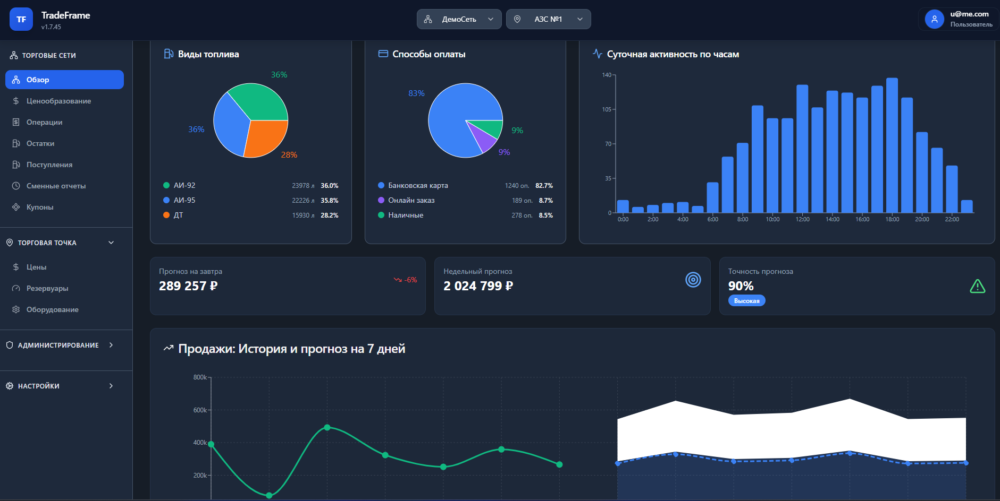 TF
TradeFrame
v1.7.45
ДемоСеть
АЗС №1
u@me.com
Пользователь
ТОРГОВЫЕ СЕТИ
Обзор
Ценообразование
Операции
Остатки
Поступления
Сменные отчеты
Купоны
ТОРГОВАЯ ТОЧКА
Цены
Резервуары
Оборудование
АДМИНИСТРИРОВАНИЕ
НАСТРОЙКИ
Виды топлива
36%
36%
28%
АИ-92 23978 л 36.0%
АИ-95 22226 л 35.8%
ДТ 15930 л 28.2%
Способы оплаты
83%
9%
9%
Банковская карта 1240 оп. 82.7%
Онлайн заказ 189 оп. 8.7%
Наличные 278 оп. 8.5%
Суточная активность по часам
140
105
70
35
0
0:00 2:00 4:00 6:00 8:00 10:00 12:00 14:00 16:00 18:00 20:00 22:00
Прогноз на завтра
289 257 ₽
-6%
Недельный прогноз
2 024 799 ₽
Точность прогноза
90%
Высокая
Продажи: История и прогноз на 7 дней
800k
600k
400k
200k